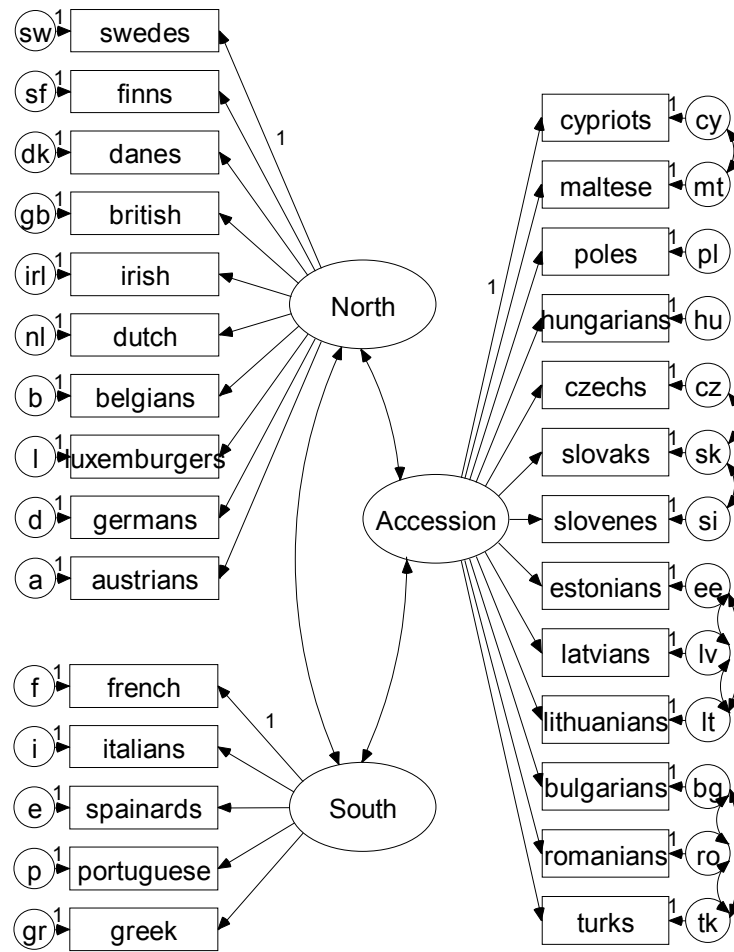 sw 1 swedes
sf 1 finns
dk 1 danes
gb 1 british
irl 1 irish
nl 1 dutch
b 1 belgians
l 1 luxemburgers
d 1 germans
a 1 austrians
1
North
f 1 french
i 1 italians
e 1 spainards
p 1 portuguese
gr 1 greek
1
South
Accession
1
cypriots 1 cy
maltese 1 mt
poles 1 pl
hungarians 1 hu
czechs 1 cz
slovaks 1 sk
slovenes 1 si
estonians 1 ee
latvians 1 lv
lithuanians 1 lt
bulgarians 1 bg
romanians 1 ro
turks 1 tk